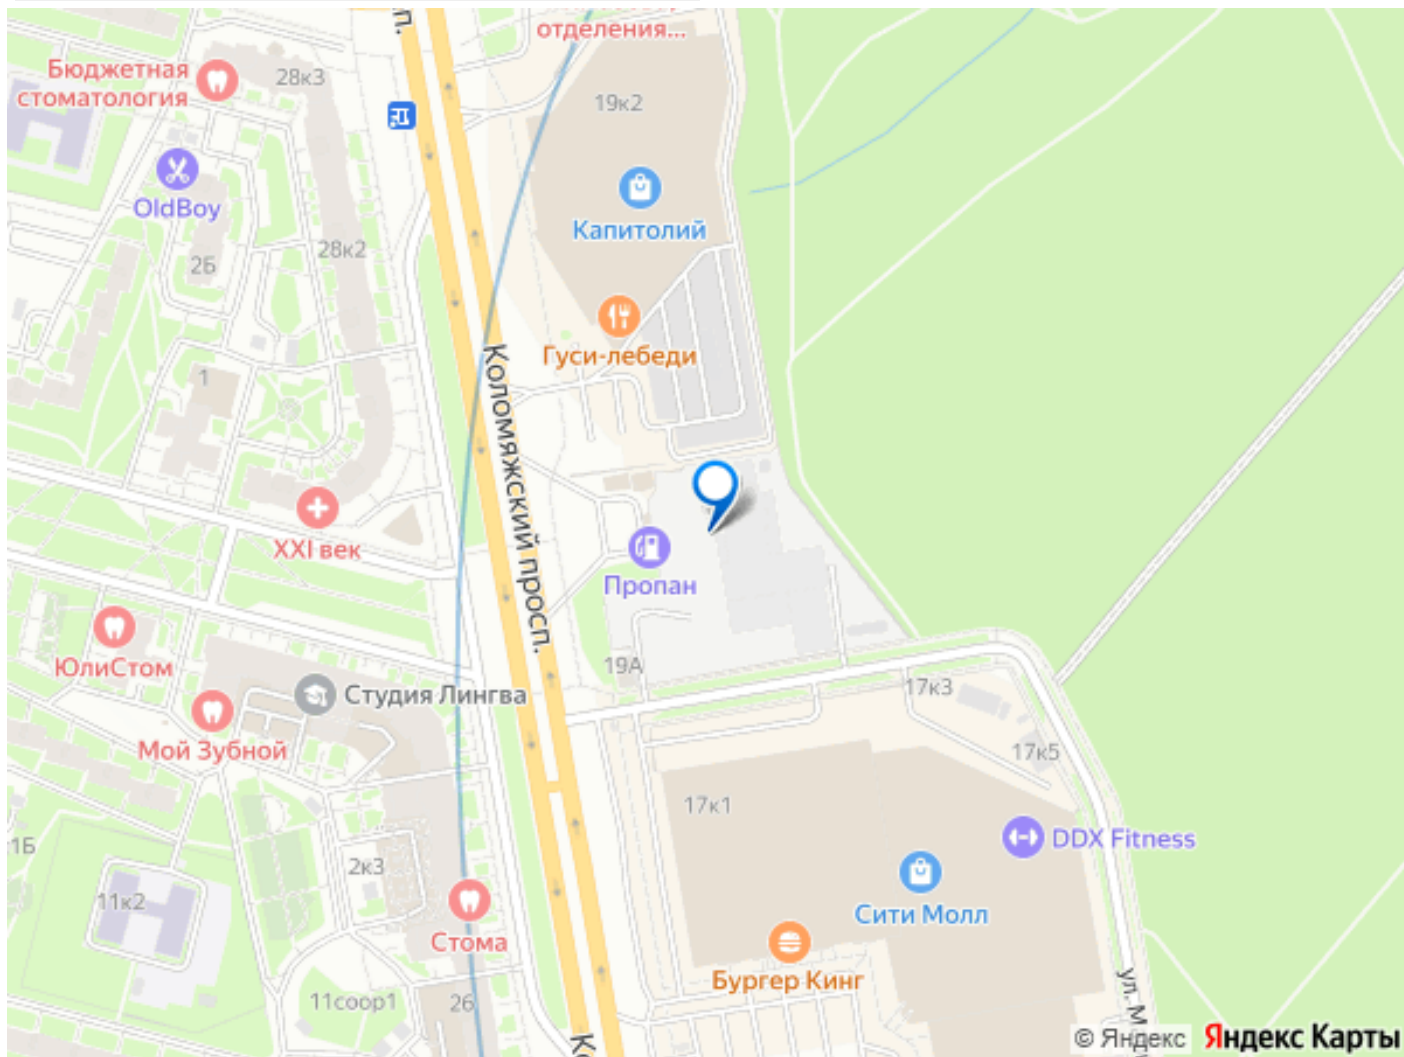 отделения...
Бюджетная
стоматология
28к3
19к2
OldBoy
Капитолий
28к2
2Б
Гуси-лебеди
1
Коломяжский просп.
XXI век
Пропан
ЮлиСтом
19А
Студия Лингва
17к3
Мой Зубной
17к5
17к1
DDX Fitness
1Б
2к3
11к2
Сити Молл
Стома
Бургер Кинг
11соор1
26
ул. М
Ко
© Яндекс Яндекс Карты